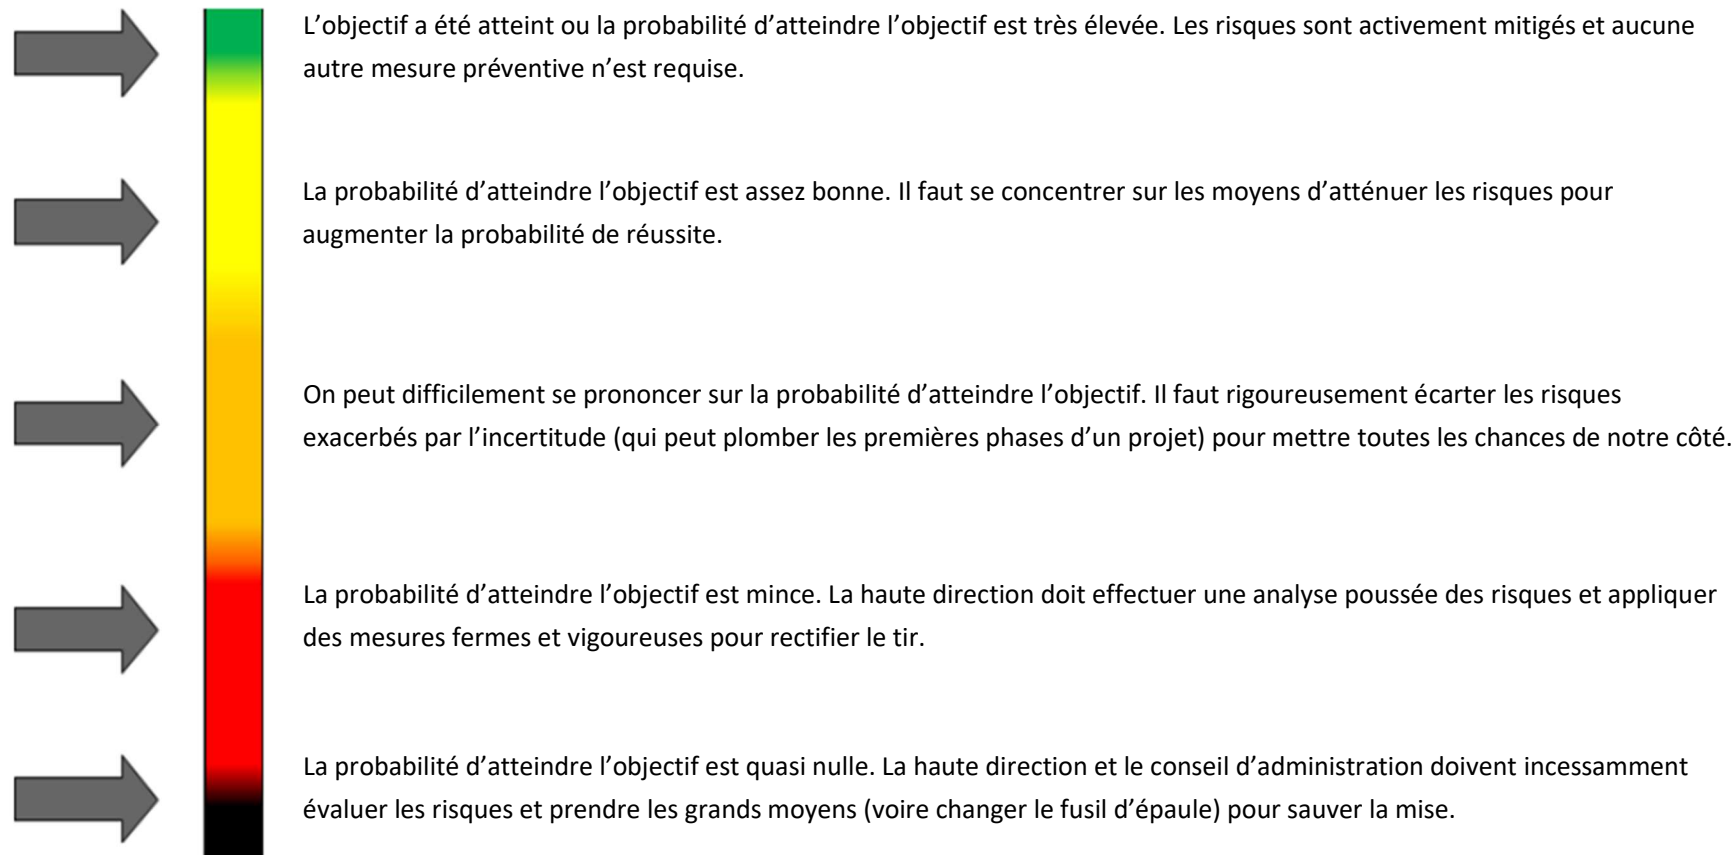 L’objectif a été atteint ou la probabilité d’atteindre l’objectif est très élevée. Les risques sont activement mitigés et aucune
autre mesure préventive n’est requise.
La probabilité d’atteindre l’objectif est assez bonne. Il faut se concentrer sur les moyens d’atténuer les risques pour
augmenter la probabilité de réussite.
On peut difficilement se prononcer sur la probabilité d’atteindre l’objectif. Il faut rigoureusement écarter les risques
exacerbés par l’incertitude (qui peut plomber les premières phases d’un projet) pour mettre toutes les chances de notre côté.
La probabilité d’atteindre l’objectif est mince. La haute direction doit effectuer une analyse poussée des risques et appliquer
des mesures fermes et vigoureuses pour rectifier le tir.
La probabilité d’atteindre l’objectif est quasi nulle. La haute direction et le conseil d’administration doivent incessamment
évaluer les risques et prendre les grands moyens (voire changer le fusil d’épaule) pour sauver la mise.